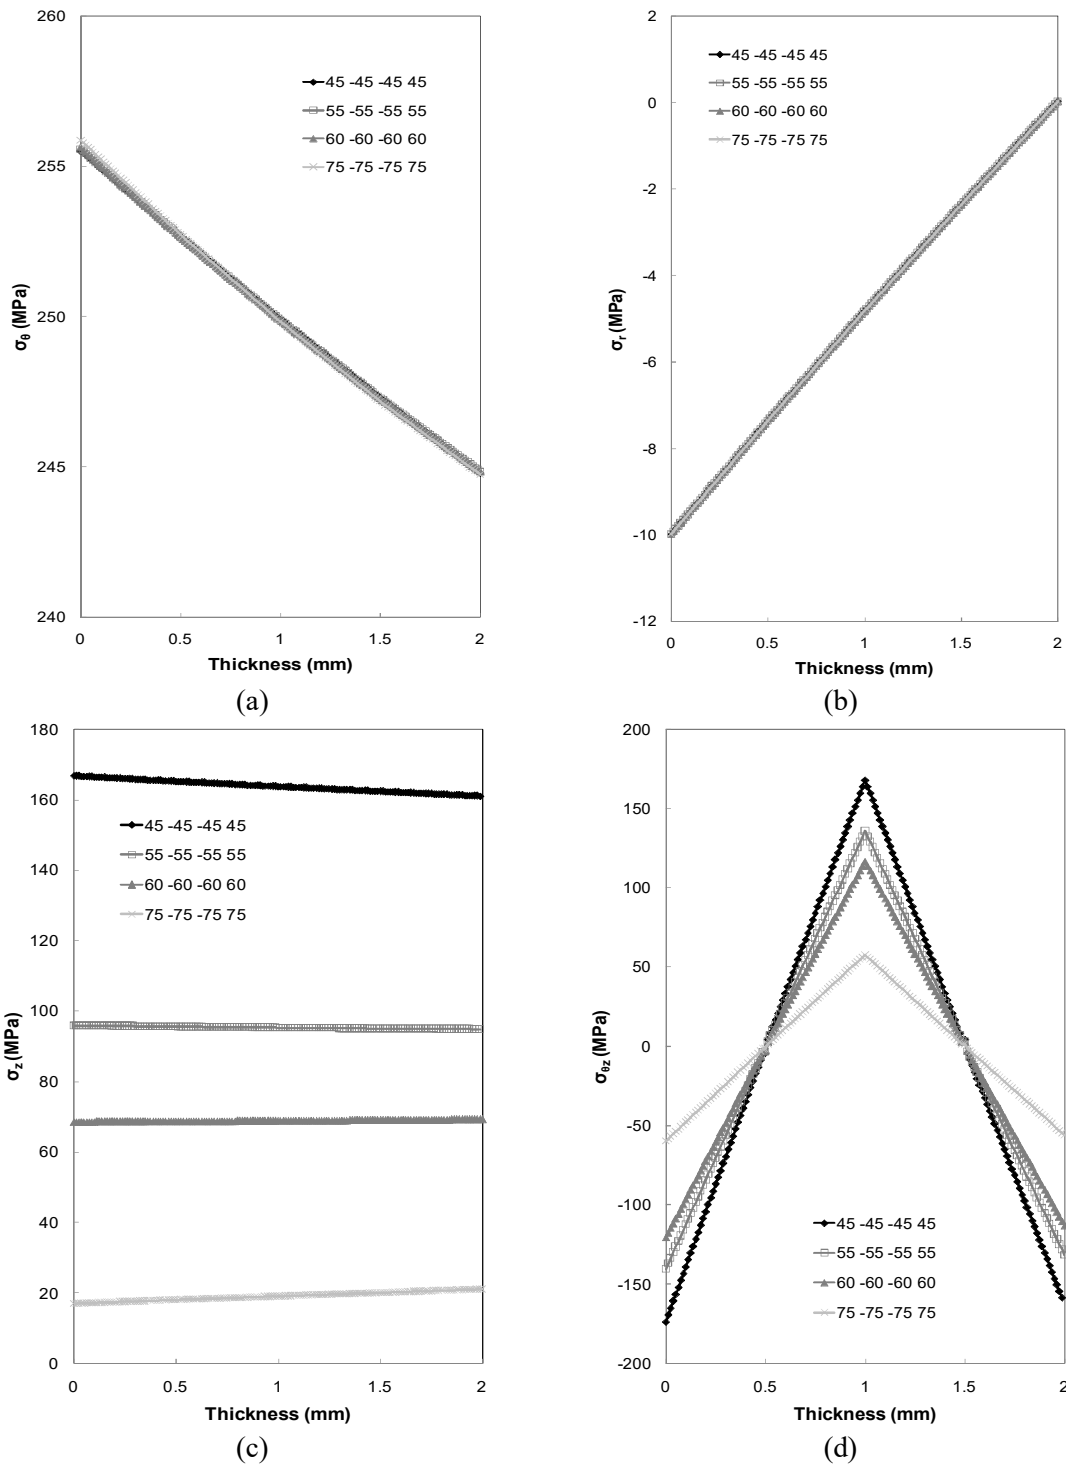 260
255
250
245
240
σθ (MPa)
45 -45 -45 45
55 -55 -55 55
60 -60 -60 60
75 -75 -75 75
0 0.5 1 1.5 2
Thickness (mm)
(a)
2
0
-2
-4
-6
-8
-10
-12
σr (MPa)
45 -45 -45 45
55 -55 -55 55
60 -60 -60 60
75 -75 -75 75
0 0.5 1 1.5 2
Thickness (mm)
(b)
180
160
140
120
100
80
60
40
20
0
σz (MPa)
45 -45 -45 45
55 -55 -55 55
60 -60 -60 60
75 -75 -75 75
0 0.5 1 1.5 2
Thickness (mm)
(c)
200
150
100
50
0
-50
-100
-150
-200
σθz (MPa)
45 -45 -45 45
55 -55 -55 55
60 -60 -60 60
75 -75 -75 75
0 0.5 1 1.5 2
Thickness (mm)
(d)